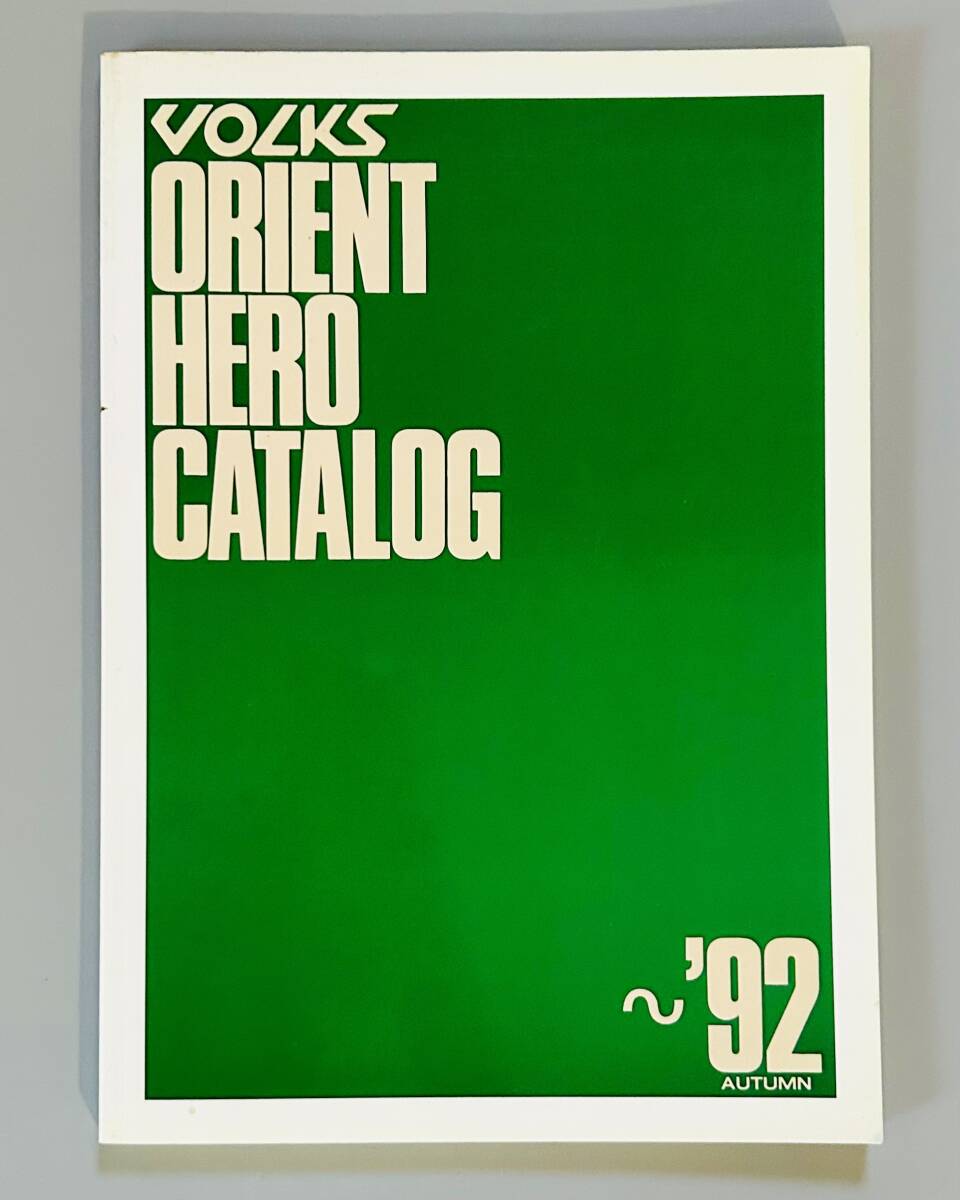 VOLKS
ORIENT
HERO
CATALOG
～'92
AUTUMN